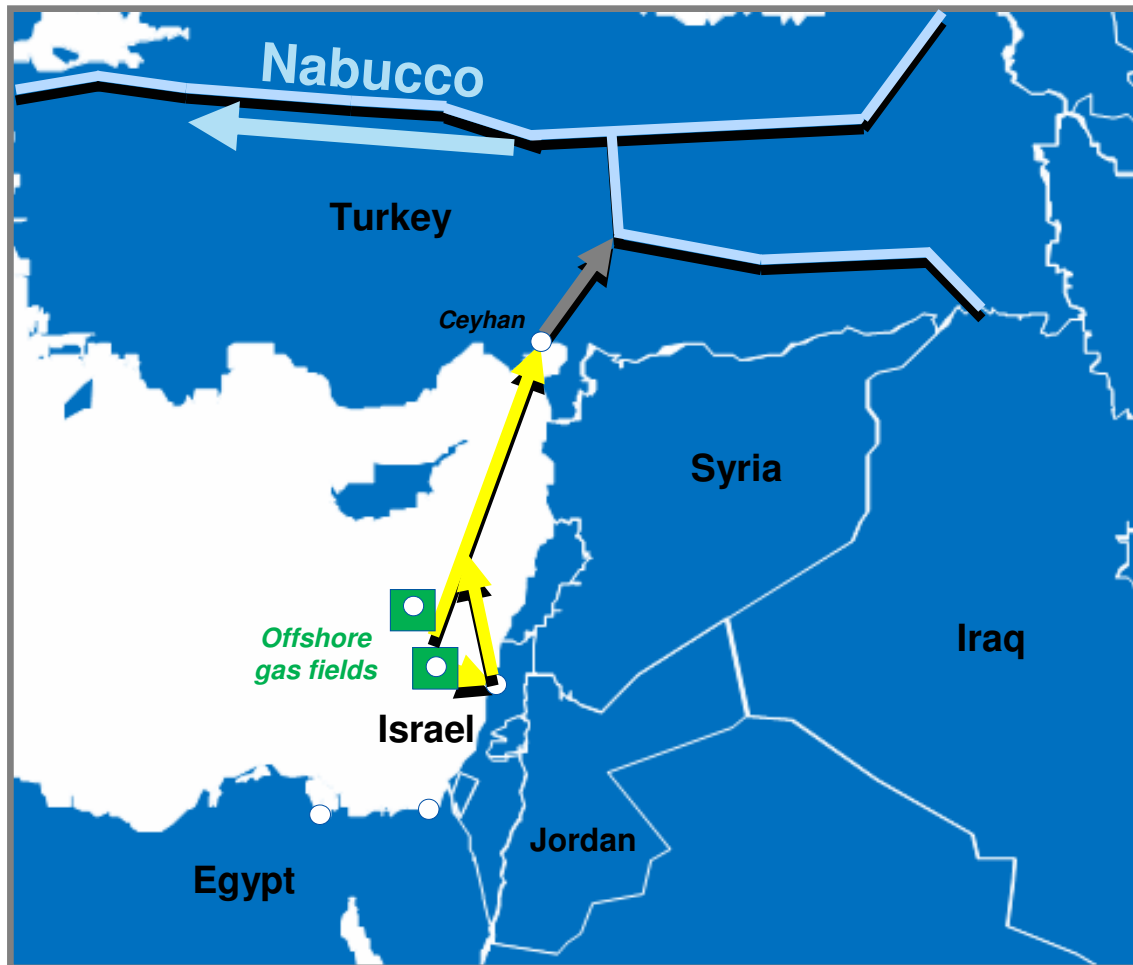 Nabucco
Turkey
Ceyhan
Syria
Offshore
gas fields
Iraq
Israel
Jordan
Egypt